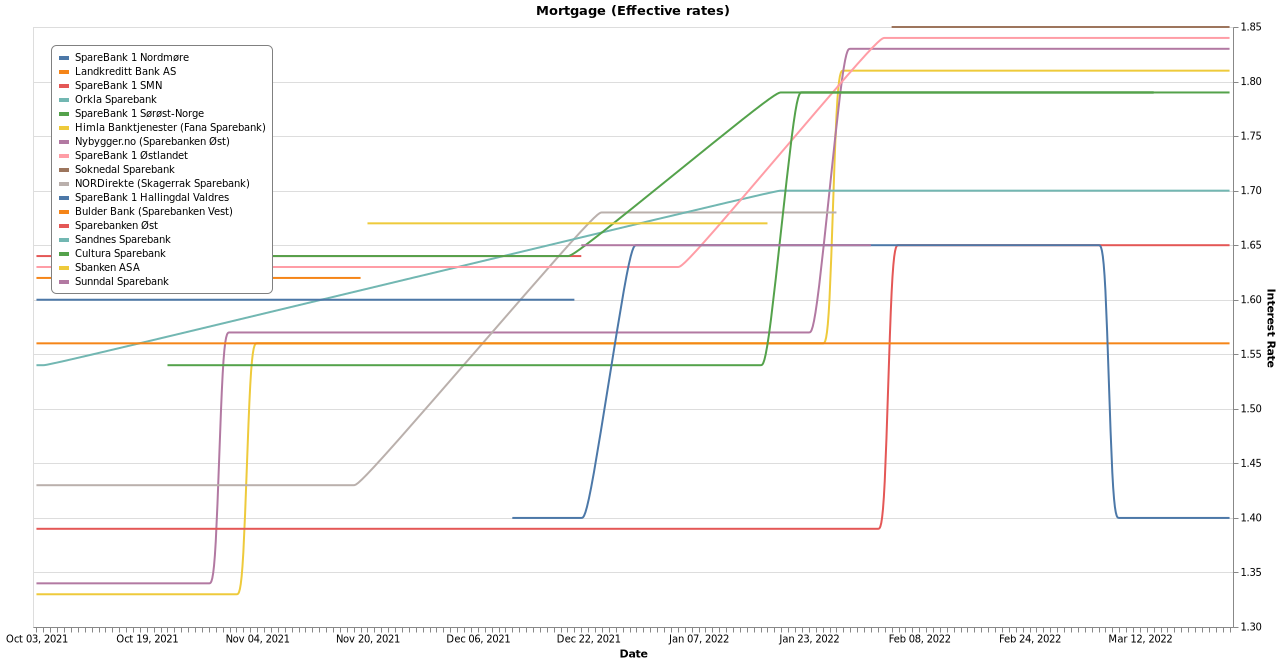 Mortgage (Effective rates)
SpareBank 1 Nordmøre
Landkreditt Bank AS
SpareBank 1 SMN
Orkla Sparebank
SpareBank 1 Sørøst-Norge
Himla Banktjenester (Fana Sparebank)
Nybygger.no (Sparebanken Øst)
SpareBank 1 Østlandet
Soknedal Sparebank
NORDirekte (Skagerrak Sparebank)
SpareBank 1 Hallingdal Valdres
Bulder Bank (Sparebanken Vest)
Sparebanken Øst
Sandnes Sparebank
Cultura Sparebank
Sbanken ASA
Sunndal Sparebank
1.85
1.80
1.75
1.70
1.65
1.60
1.55
1.50
1.45
1.40
1.35
1.30
Interest Rate
Oct 03, 2021
Oct 19, 2021
Nov 04, 2021
Nov 20, 2021
Dec 06, 2021
Dec 22, 2021
Jan 07, 2022
Jan 23, 2022
Feb 08, 2022
Feb 24, 2022
Mar 12, 2022
Date